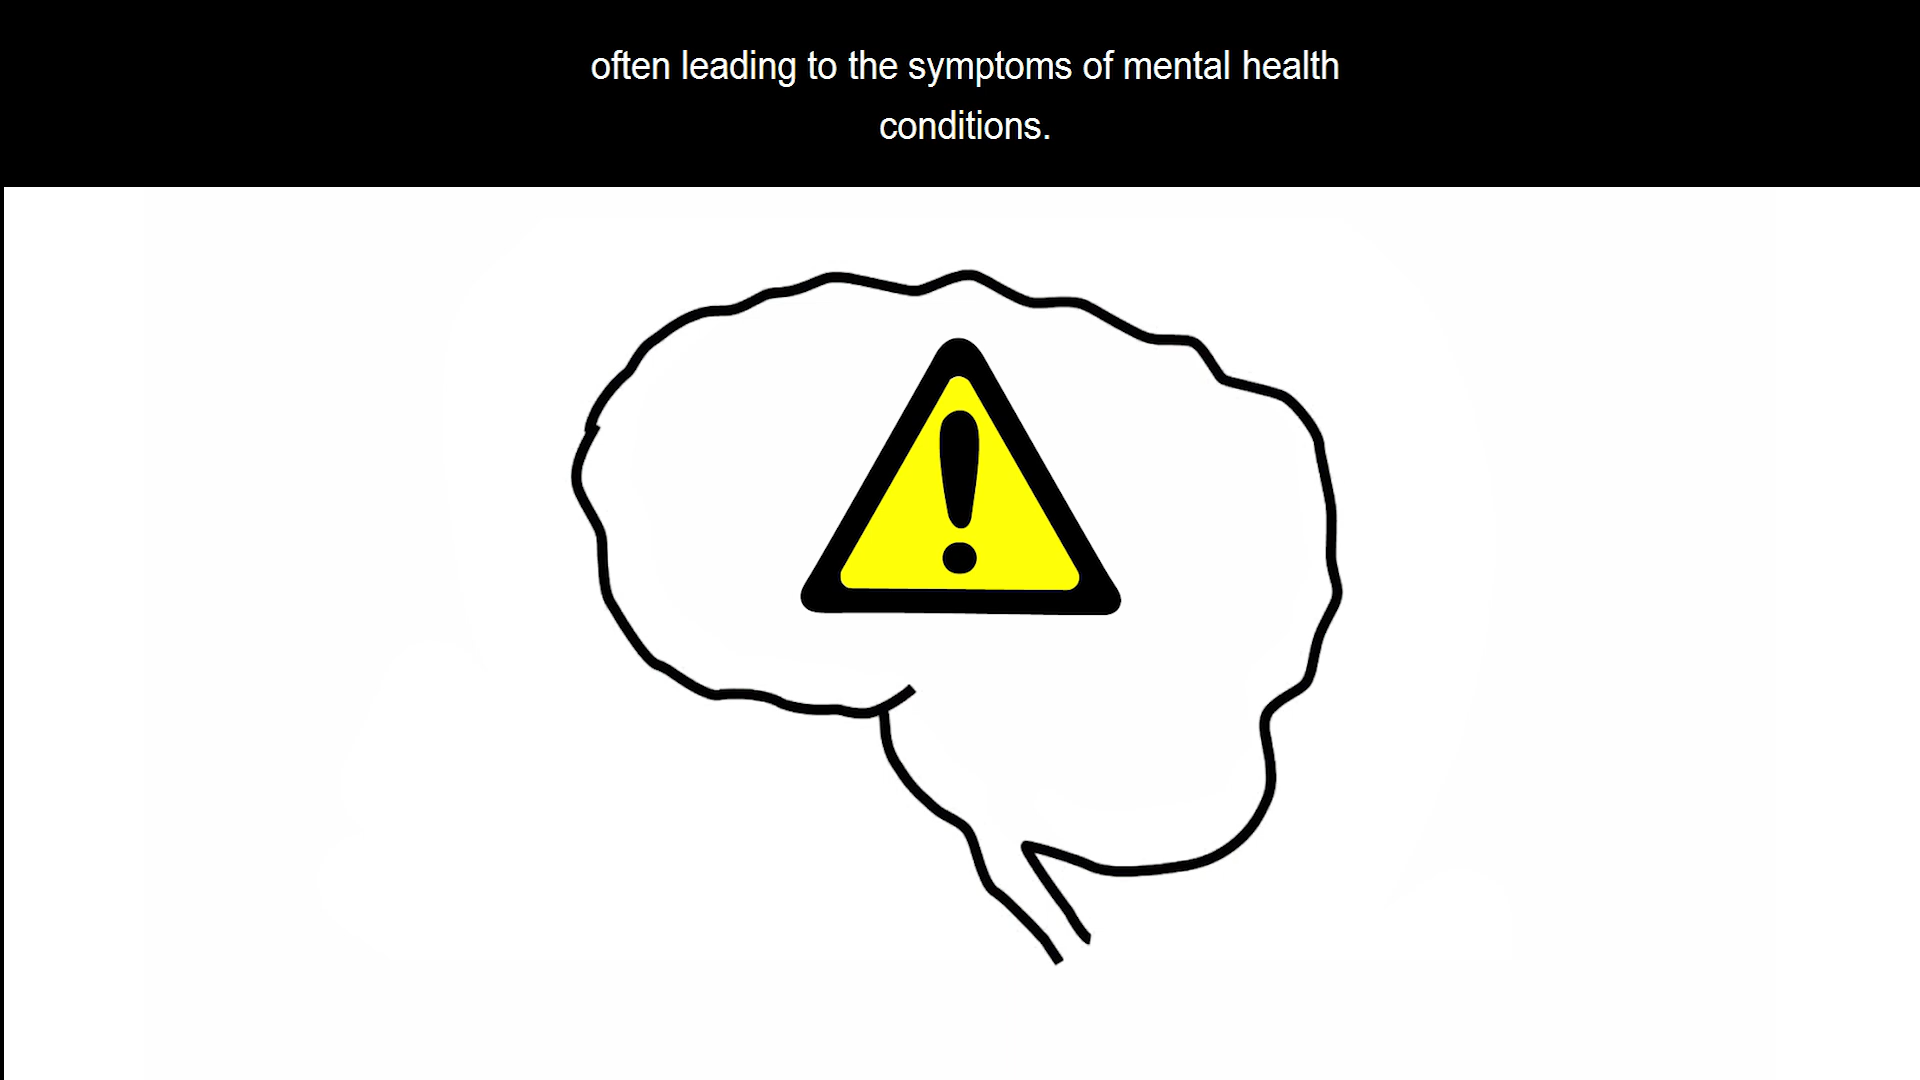 often leading to the symptoms of mental health
conditions.